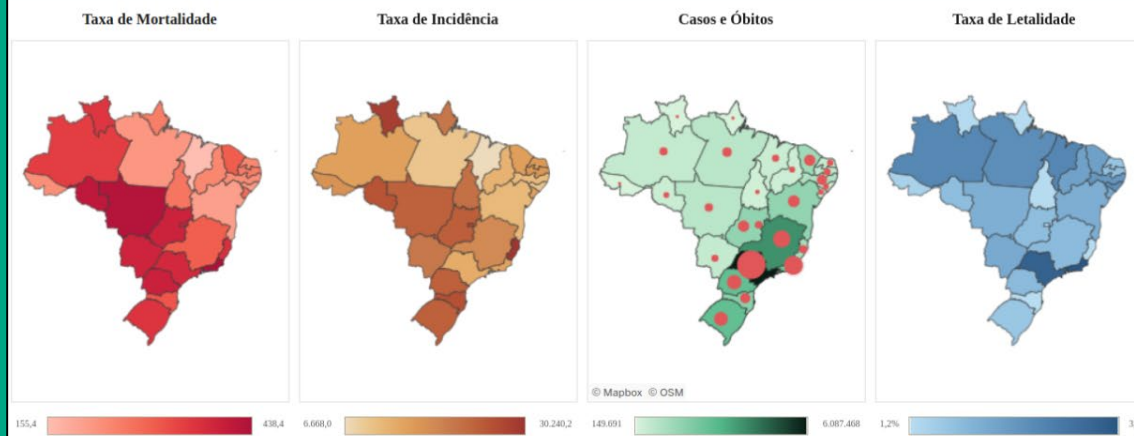 Taxa de Mortalidade
Taxa de Incidência
Casos e Óbitos
Taxa de Letalidade
© Mapbox © OSM
155,4 438,4
6.668,0 30.240,2
149.691 6.087.468
1,2% 3